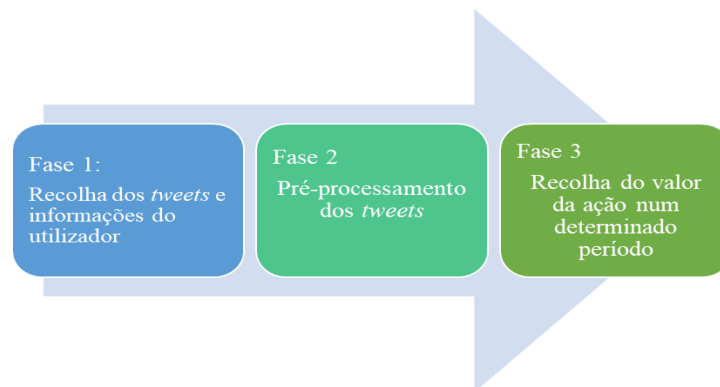 Fase 1:
Recolha dos tweets e
informações do
utilizador
Fase 2
Pré-processamento
dos tweets
Fase 3
Recolha do valor
da ação num
determinado
período